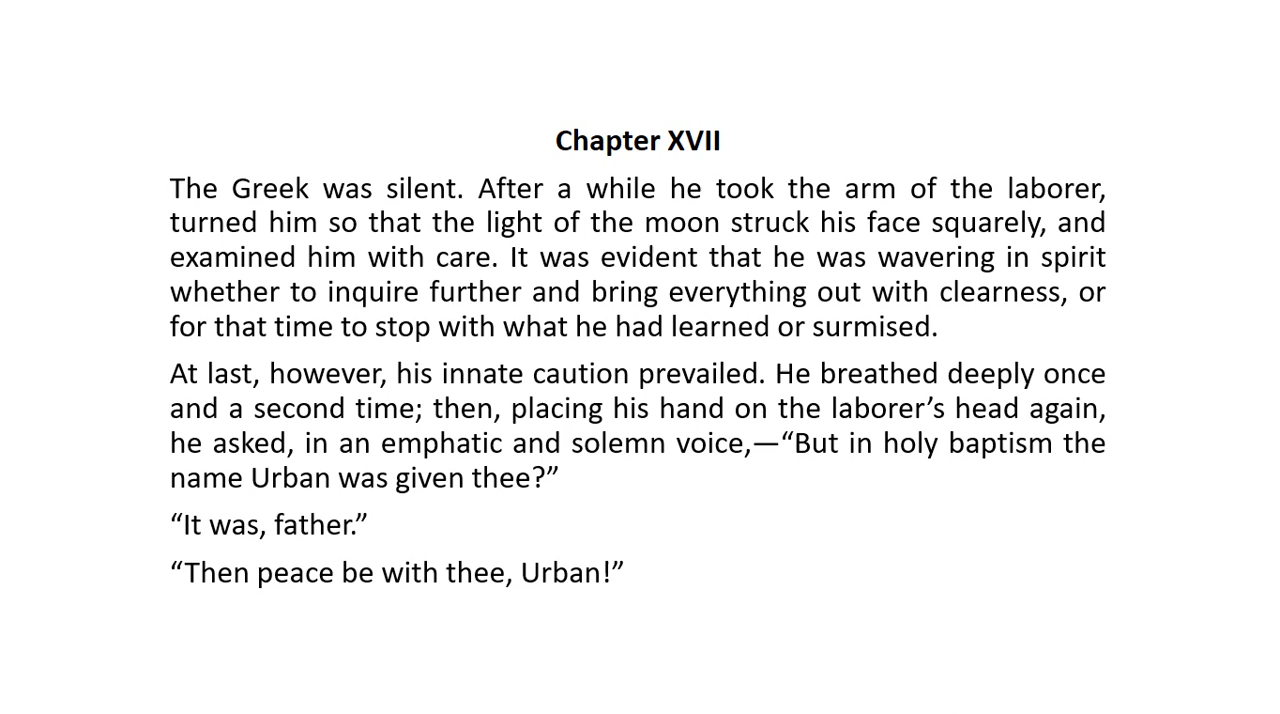 Chapter XVII
The Greek was silent. After a while he took the arm of the laborer,
turned him so that the light of the moon struck his face squarely, and
examined him with care. It was evident that he was wavering in spirit
whether to inquire further and bring everything out with clearness, or
for that time to stop with what he had learned or surmised.
At last, however, his innate caution prevailed. He breathed deeply once
and a second time; then, placing his hand on the laborer’s head again,
he asked, in an emphatic and solemn voice,—“But in holy baptism the
name Urban was given thee?”
“It was, father.”
“Then peace be with thee, Urban!”